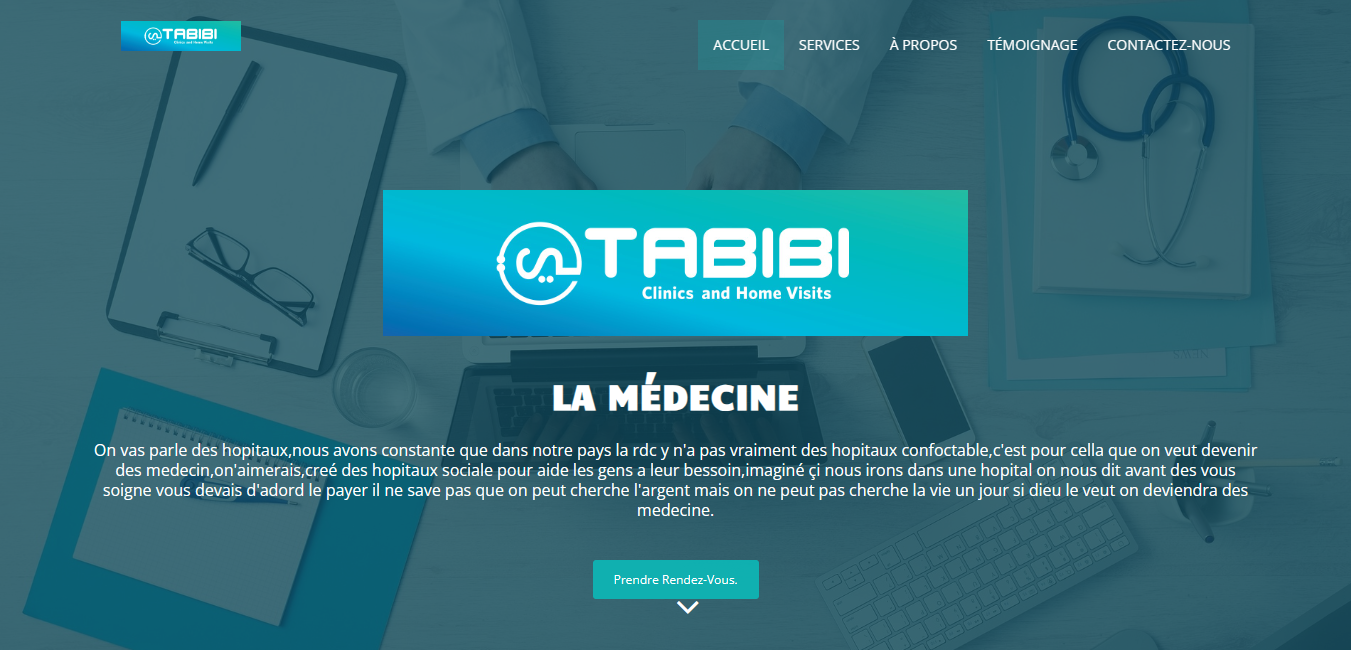 TABIBI
Clinics and Home Visits
ACCUEIL SERVICES À PROPOS TÉMOIGNAGE CONTACTEZ-NOUS
TABIBI
Clinics and Home Visits
LA MÉDECINE
On vas parle des hopitaux,nous avons constante que dans notre pays la rdc y n'a pas vraiment des hopitaux confoctable,c'est pour cella que on veut devenir
des medecin,on'aimerais,creé des hopitaux sociale pour aide les gens a leur bessoin,imaginé çi nous irons dans une hopital on nous dit avant des vous
soigne vous devais d'adord le payer il ne save pas que on peut cherche l'argent mais on ne peut pas cherche la vie un jour si dieu le veut on deviendra des
medecine.
Prendre Rendez-Vous.